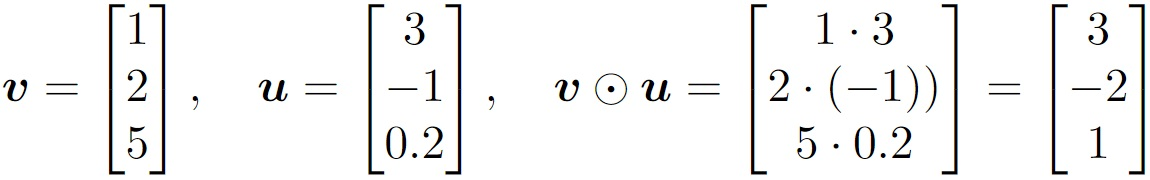 v = [1 2 5], u = [3 −1 0.2], v ⊙ u = [1 · 3 2 · (−1)) 5 · 0.2] = [3 −2 1]